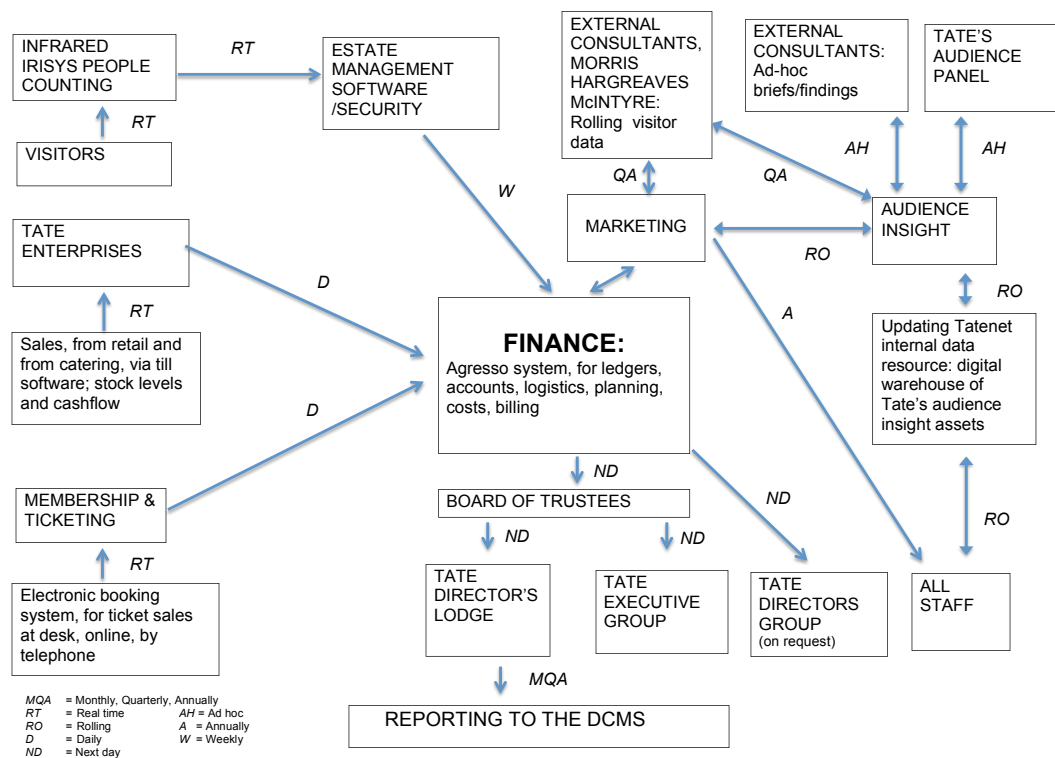 INFRARED
IRISYS PEOPLE
COUNTING
RT
ESTATE
MANAGEMENT
SOFTWARE
/SECURITY
EXTERNAL
CONSULTANTS,
MORRIS
HARGREAVES
McINTYRE:
Rolling visitor
data
EXTERNAL
CONSULTANTS:
Ad-hoc
briefs/findings
TATE'S
AUDIENCE
PANEL
RT
VISITORS
W
QA
QA
AH
AH
TATE
ENTERPRISES
D
MARKETING
RO
AUDIENCE
INSIGHT
RT
RO
A
Sales, from retail and
from catering, via till
software; stock levels
and cashflow
D
FINANCE:
Agresso system, for ledgers,
accounts, logistics, planning,
costs, billing
Updating Tatenet
internal data
resource: digital
warehouse of
Tate's audience
insight assets
MEMBERSHIP &
TICKETING
ND
BOARD OF TRUSTEES
ND
RO
RT
ND
ND
Electronic booking
system, for ticket sales
at desk, online, by
telephone
TATE
DIRECTOR'S
LODGE
TATE
EXECUTIVE
GROUP
TATE
DIRECTORS
GROUP
(on request)
ALL
STAFF
MQA
REPORTING TO THE DCMS
MQA = Monthly, Quarterly, Annually
RT = Real time AH = Ad hoc
RO = Rolling A = Annually
D = Daily W = Weekly
ND = Next day